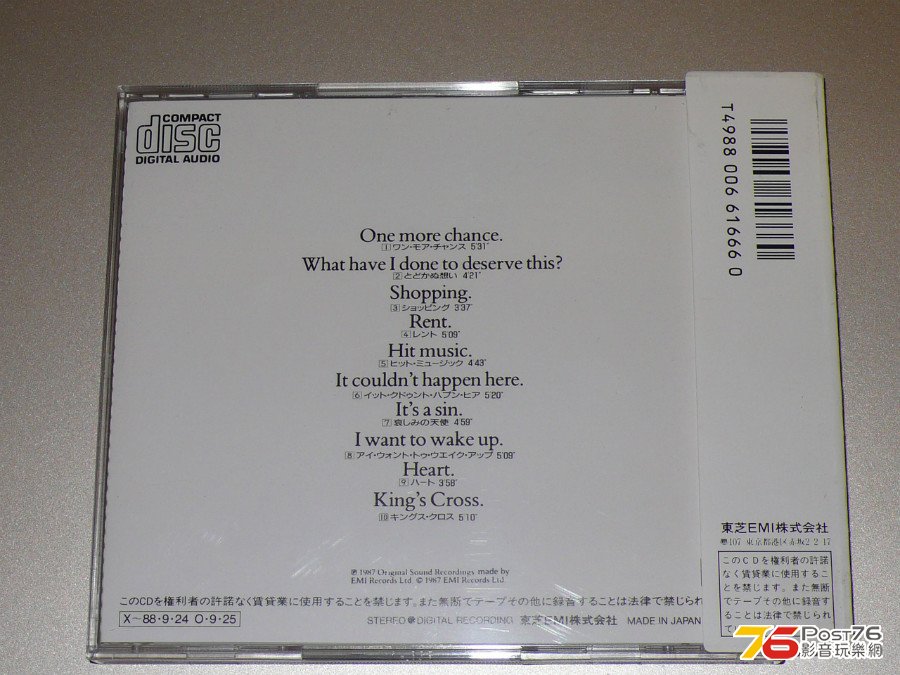 COMPACT
disc
DIGITAL AUDIO
One more chance.
1 ワン・モア・チャンス 5'31"
What have I done to deserve this?
2 とどかぬ想い 4'21"
Shopping.
3 ショッピング 3'37"
Rent.
4 レント 5'09"
Hit music.
5 ヒット・ミュージック 4'43"
It couldn't happen here.
6 イット・クドゥント・ハプン・ヒア 5'20"
It's a sin.
7 哀しみの天使 4'59"
I want to wake up.
8 アイ・ウォント・トゥ・ウエイク・アップ 5'09"
Heart.
9 ハート 3'58"
King's Cross.
10 キングス・クロス 5'10"
℗ 1987 Original Sound Recordings made by
EMI Records Ltd. © 1987 EMI Records Ltd.
このCDを権利者の許諾なく賃貸業に使用することを禁じます。また無断でテープその他に録音することは法律で禁じられ
X〜88・9・24 O・9・25
STEREO DIGITAL RECORDING 東芝EMI株式会社 MADE IN JAPAN
T4988 006 61666 0
東芝EMI株式会社
〒107 東京都港区赤坂2-2-17
このCDを権利者の許諾
なく賃貸業に使用するこ
とを禁じます。また無断
でテープその他に録音す
ることは法律で禁じられ
て
76 Post76
影音玩樂網